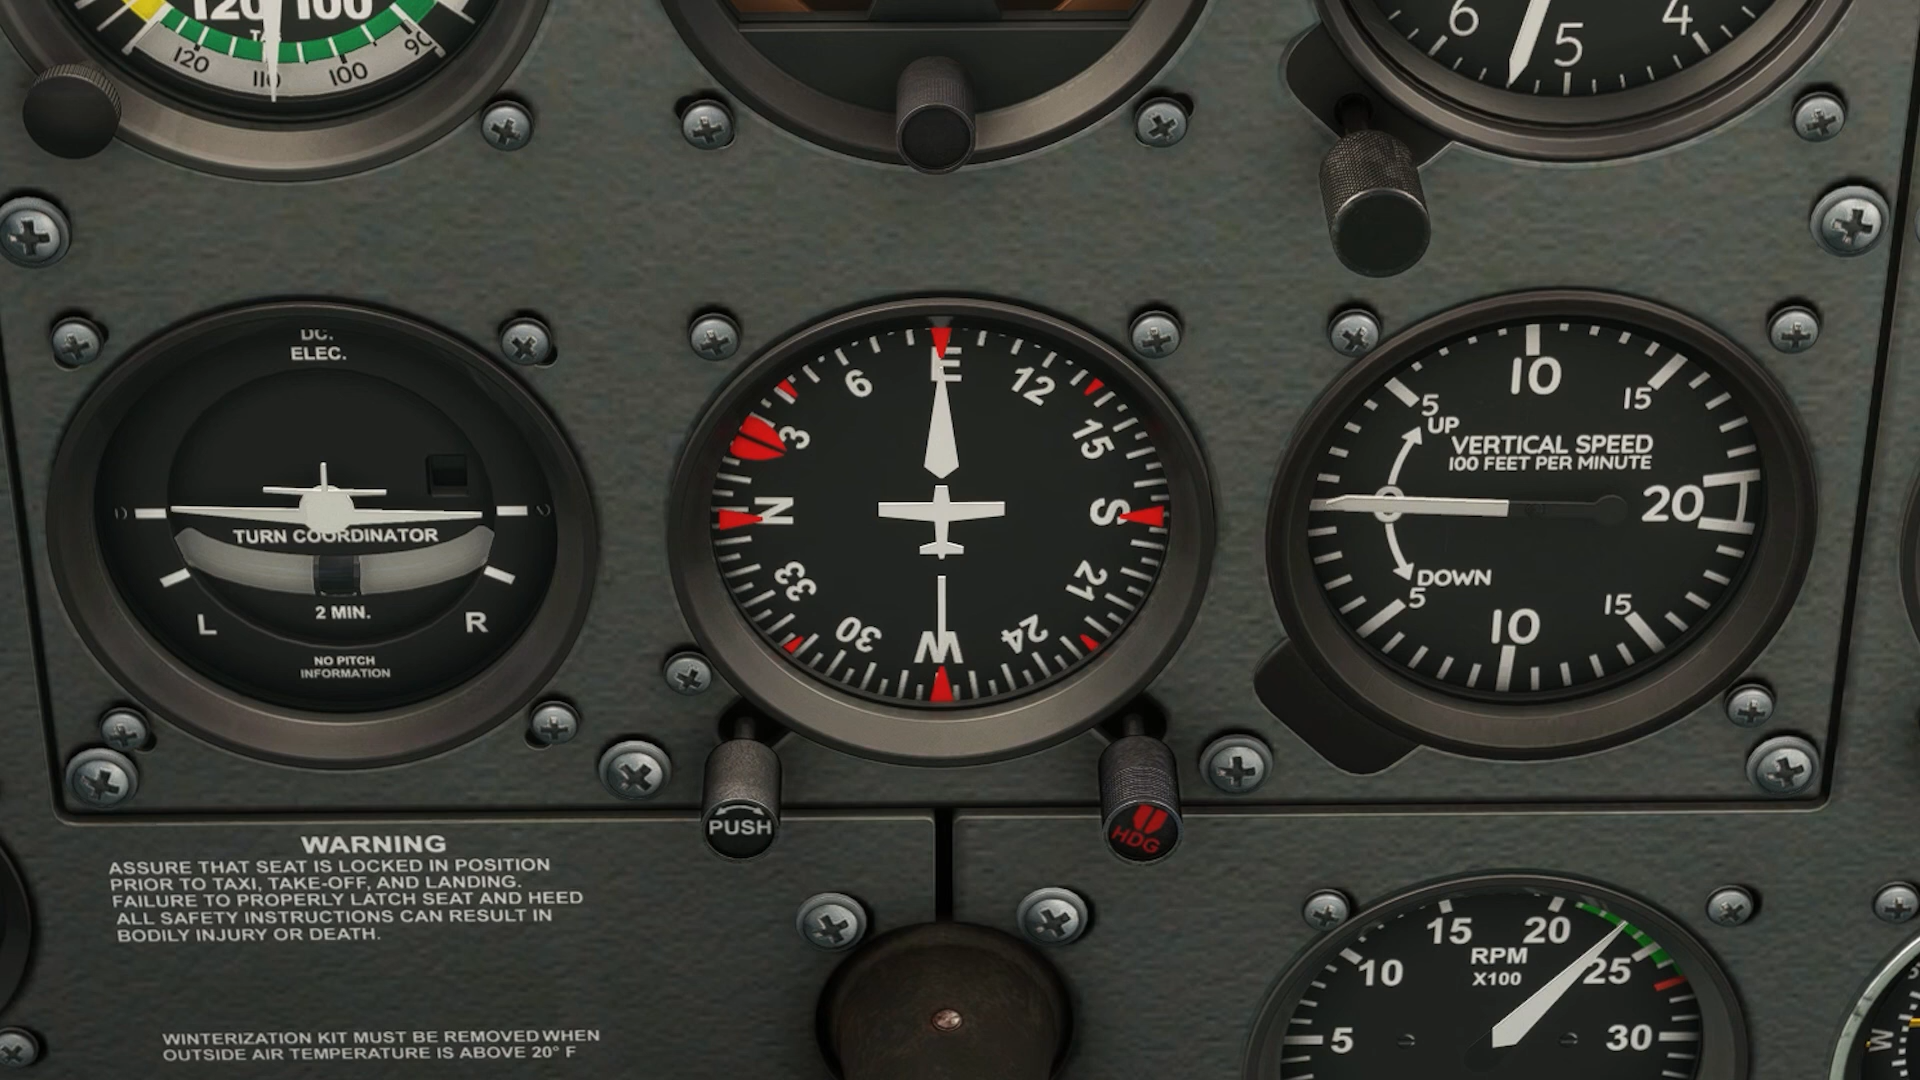 120 100
120 110 100 90
6 5 4
DC.
ELEC.
TURN COORDINATOR
2 MIN.
L R
NO PITCH
INFORMATION
E
6 12
3 15
N S
33 21
30 24
W
PUSH
HDG
10
5 15
UP
VERTICAL SPEED
100 FEET PER MINUTE
0 20
DOWN
5 15
10
WARNING
ASSURE THAT SEAT IS LOCKED IN POSITION
PRIOR TO TAXI, TAKE-OFF, AND LANDING.
FAILURE TO PROPERLY LATCH SEAT AND HEED
ALL SAFETY INSTRUCTIONS CAN RESULT IN
BODILY INJURY OR DEATH.
WINTERIZATION KIT MUST BE REMOVED WHEN
OUTSIDE AIR TEMPERATURE IS ABOVE 20° F
15 20
RPM
10 25
X100
5 30
W